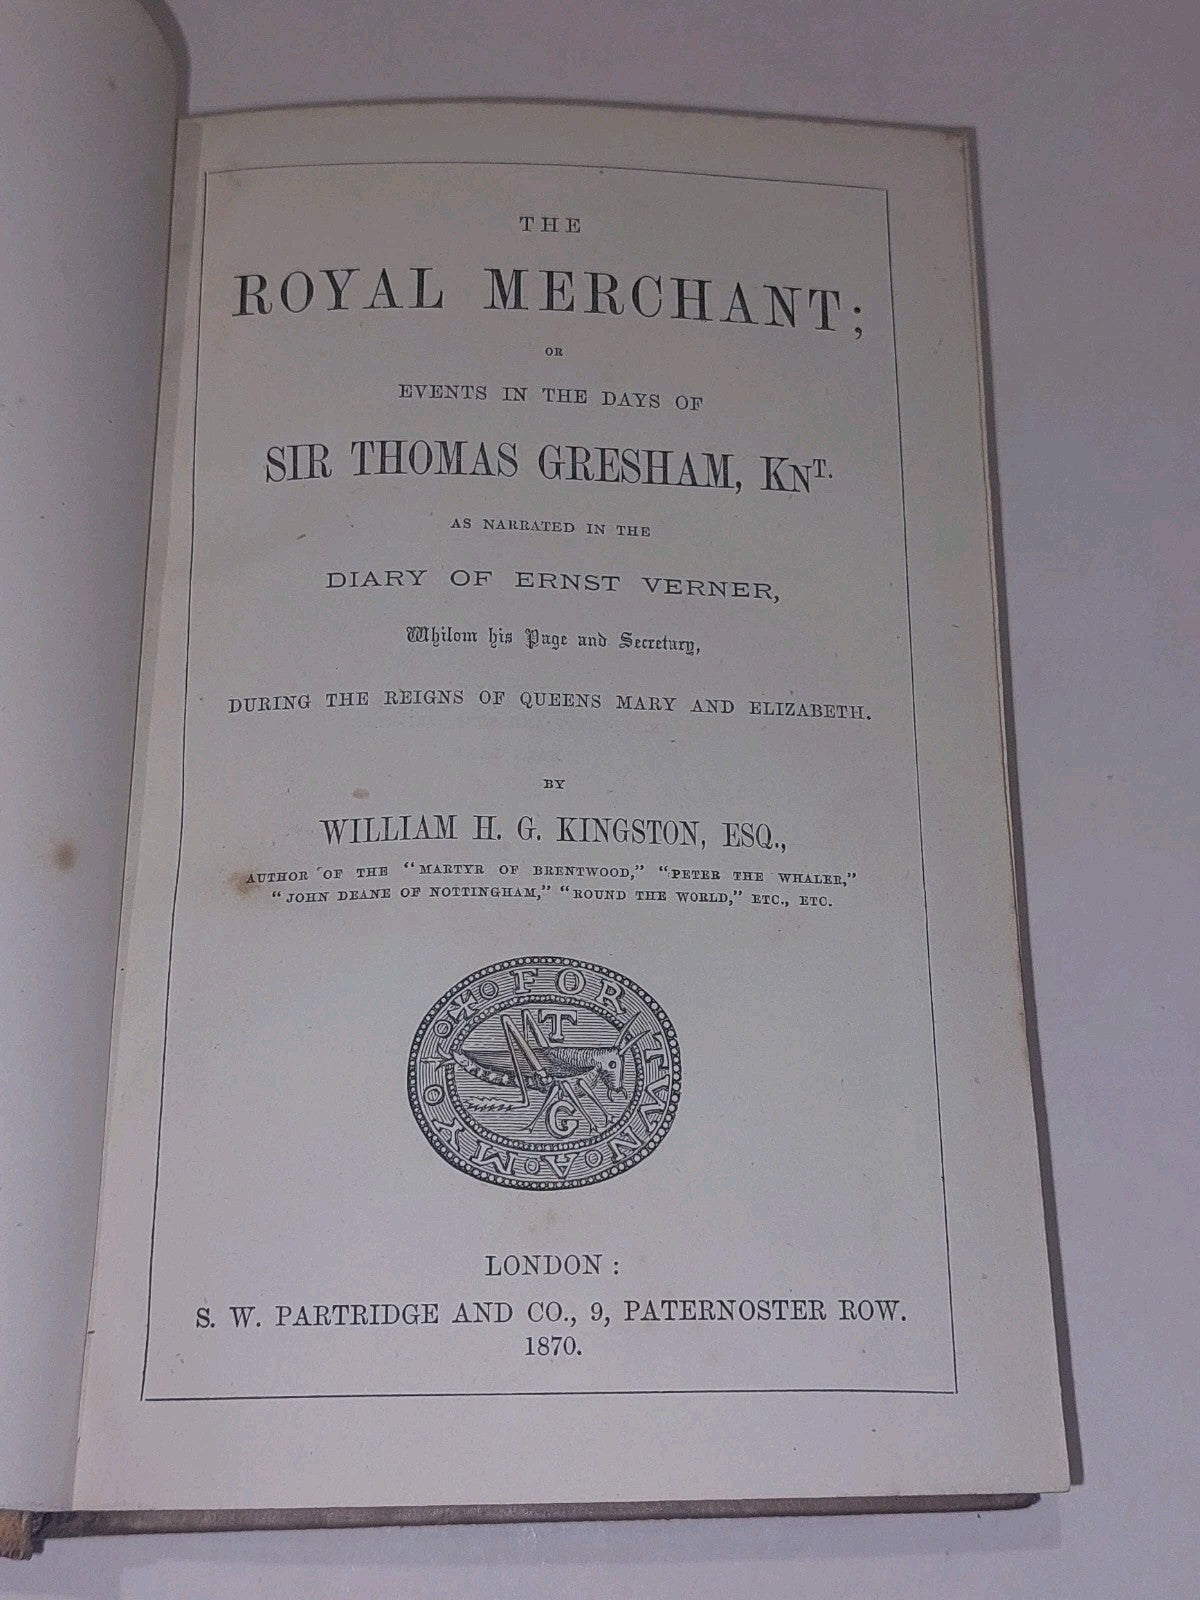 THE
ROYAL MERCHANT;
OR
EVENTS IN THE DAYS OF
SIR THOMAS GRESHAM, KNT.
AS NARRATED IN THE
DIARY OF ERNST VERNER,
Whilom his Page and Secretary,
DURING THE REIGNS OF QUEENS MARY AND ELIZABETH.
BY
WILLIAM H. G. KINGSTON, ESQ.,
AUTHOR OF THE "MARTYR OF BRENTWOOD," "PETER THE WHALER,"
"JOHN DEANE OF NOTTINGHAM," "ROUND THE WORLD," ETC., ETC.
FORTWN·A·MYO
T
G
LONDON:
S. W. PARTRIDGE AND CO., 9, PATERNOSTER ROW.
1870.